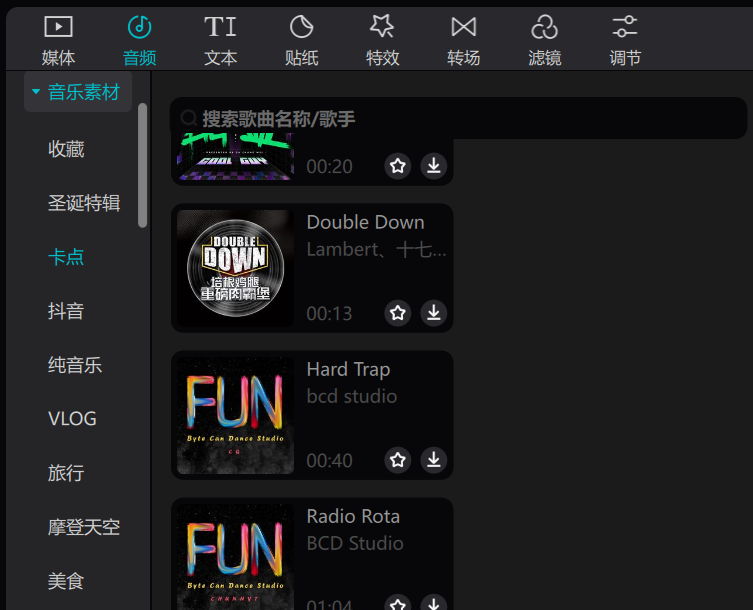 媒体 音频 文本 贴纸 特效 转场 滤镜 调节
音乐素材
收藏
圣诞特辑
卡点
抖音
纯音乐
VLOG
旅行
摩登天空
美食
搜索歌曲名称/歌手
COOL GUY
00:20
DOUBLE
DOWN
培根鸡腿
重磅肉霸堡
Double Down
Lambert、十七...
00:13
FUN
Byte Can Dance Studio
Hard Trap
bcd studio
00:40
FUN
Byte Can Dance Studio
Radio Rota
BCD Studio
01:04